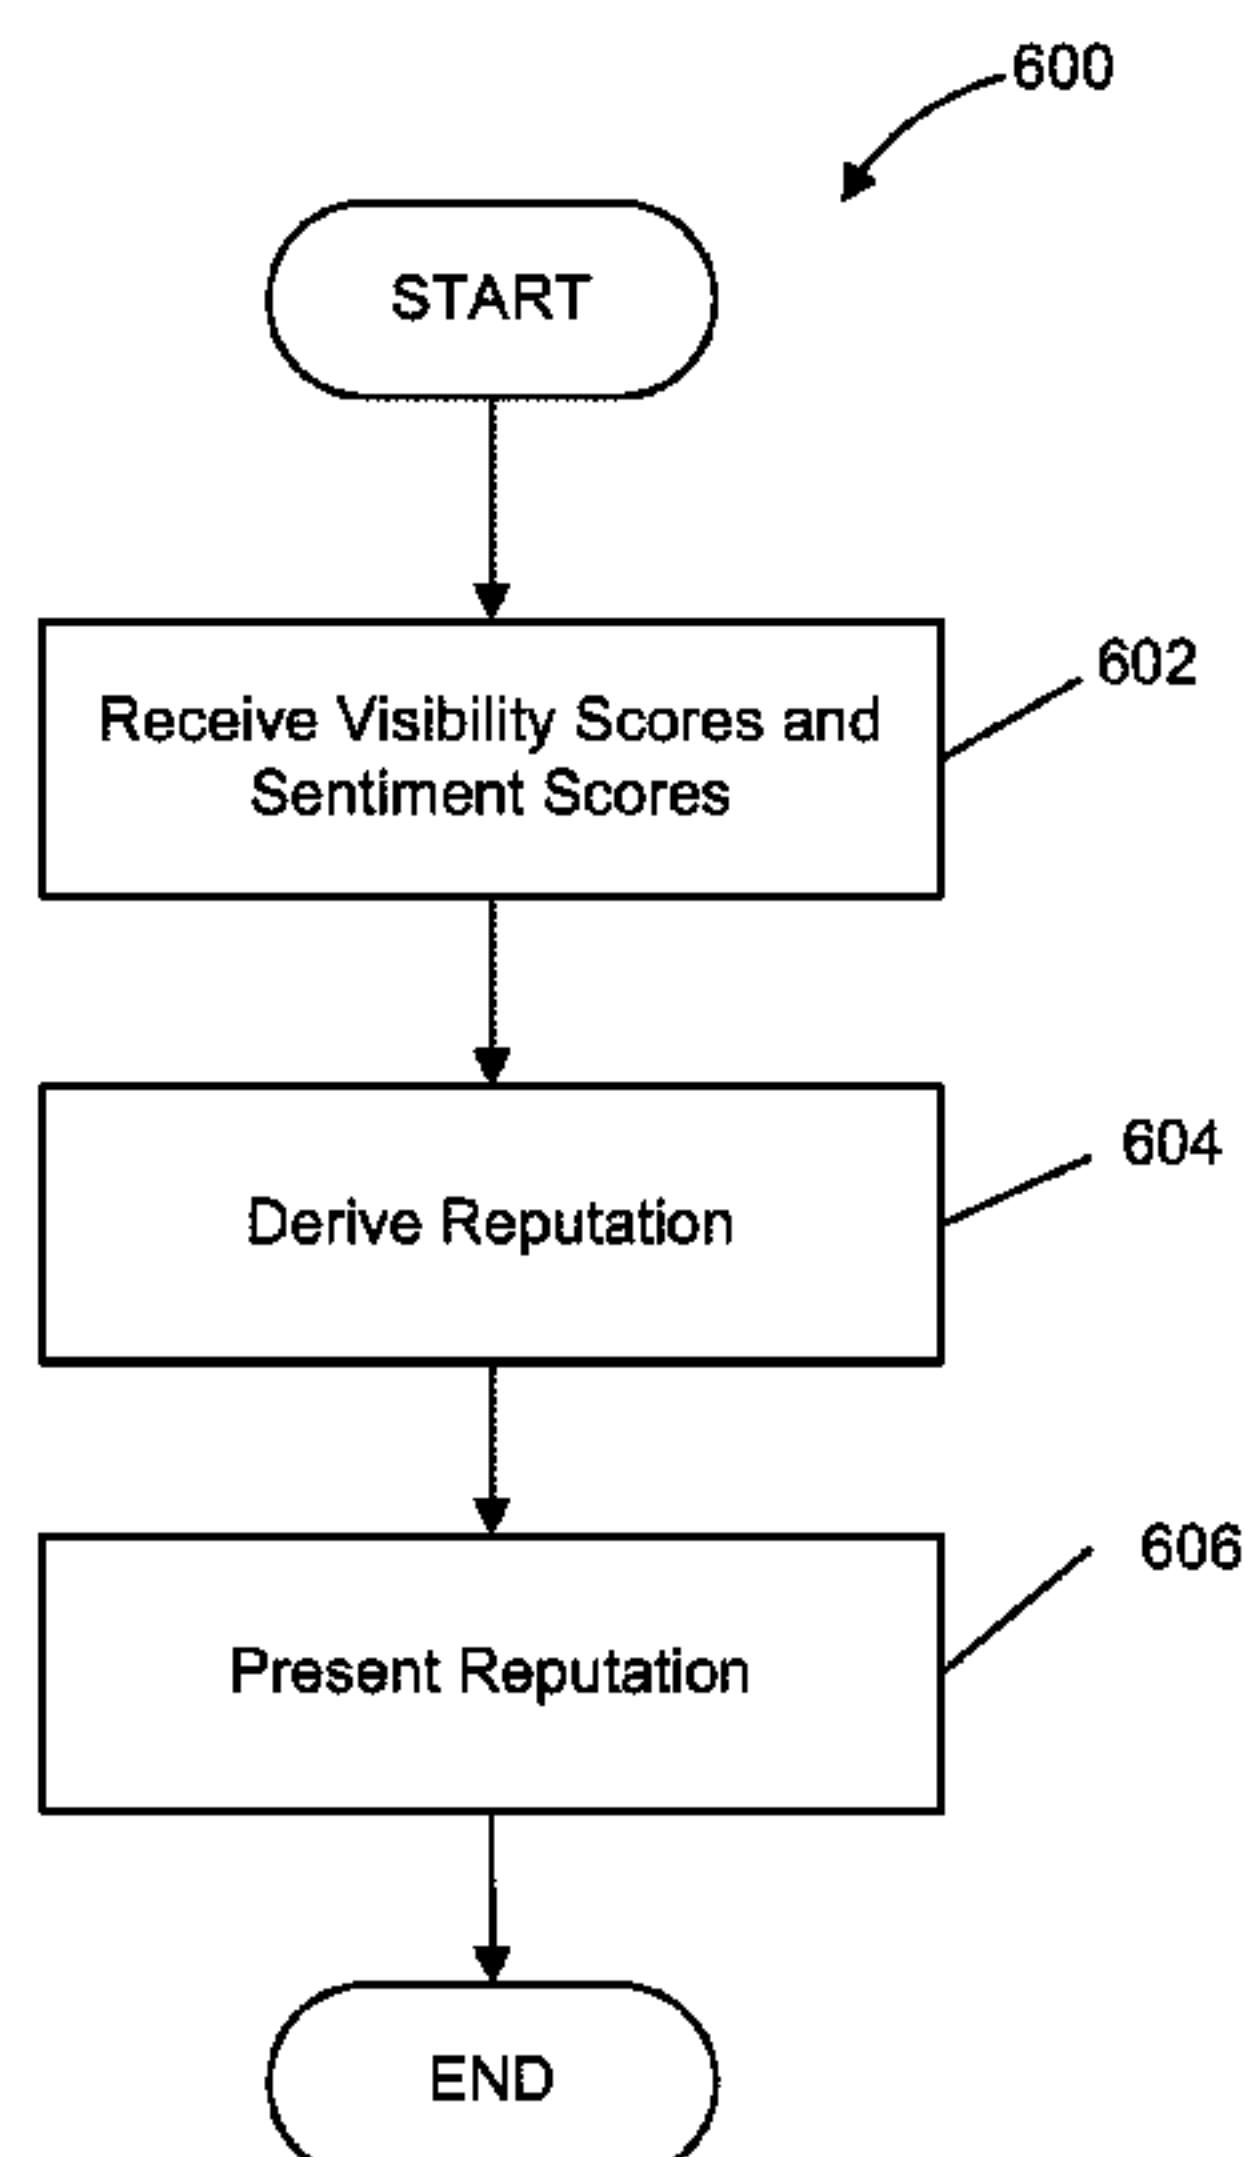 600
START
Receive Visibility Scores and
Sentiment Scores
602
Derive Reputation
604
Present Reputation
606
END